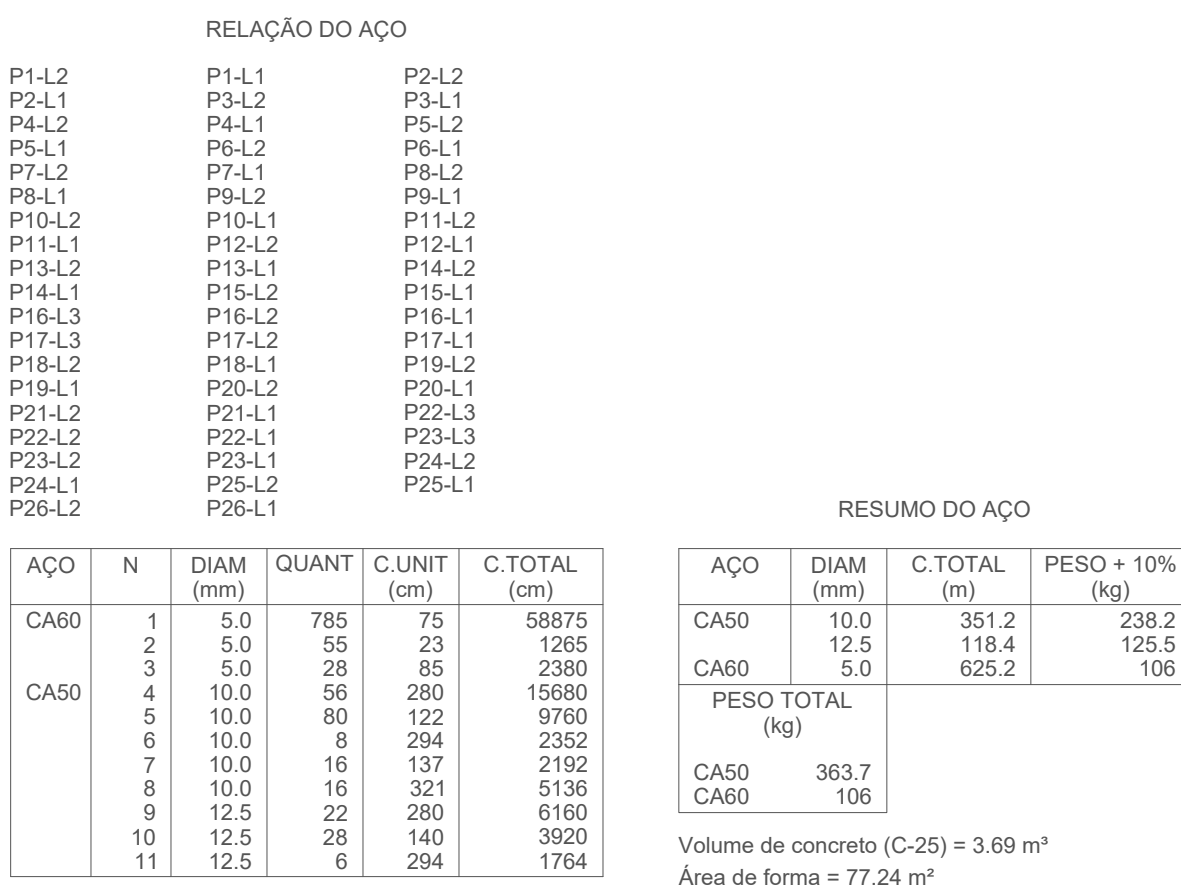 RELAÇÃO DO AÇO
P1-L2 P1-L1 P2-L2
P2-L1 P3-L2 P3-L1
P4-L2 P4-L1 P5-L2
P5-L1 P6-L2 P6-L1
P7-L2 P7-L1 P8-L2
P8-L1 P9-L2 P9-L1
P10-L2 P10-L1 P11-L2
P11-L1 P12-L2 P12-L1
P13-L2 P13-L1 P14-L2
P14-L1 P15-L2 P15-L1
P16-L3 P16-L2 P16-L1
P17-L3 P17-L2 P17-L1
P18-L2 P18-L1 P19-L2
P19-L1 P20-L2 P20-L1
P21-L2 P21-L1 P22-L3
P22-L2 P22-L1 P23-L3
P23-L2 P23-L1 P24-L2
P24-L1 P25-L2 P25-L1
P26-L2 P26-L1
AÇO N DIAM QUANT C.UNIT C.TOTAL
(mm) (cm) (cm)
CA60 1 5.0 785 75 58875
2 5.0 55 23 1265
3 5.0 28 85 2380
CA50 4 10.0 56 280 15680
5 10.0 80 122 9760
6 10.0 8 294 2352
7 10.0 16 137 2192
8 10.0 16 321 5136
9 12.5 22 280 6160
10 12.5 28 140 3920
11 12.5 6 294 1764
RESUMO DO AÇO
AÇO DIAM C.TOTAL PESO + 10%
(mm) (m) (kg)
CA50 10.0 351.2 238.2
12.5 118.4 125.5
CA60 5.0 625.2 106
PESO TOTAL
(kg)
CA50 363.7
CA60 106
Volume de concreto (C-25) = 3.69 m³
Área de forma = 77.24 m²